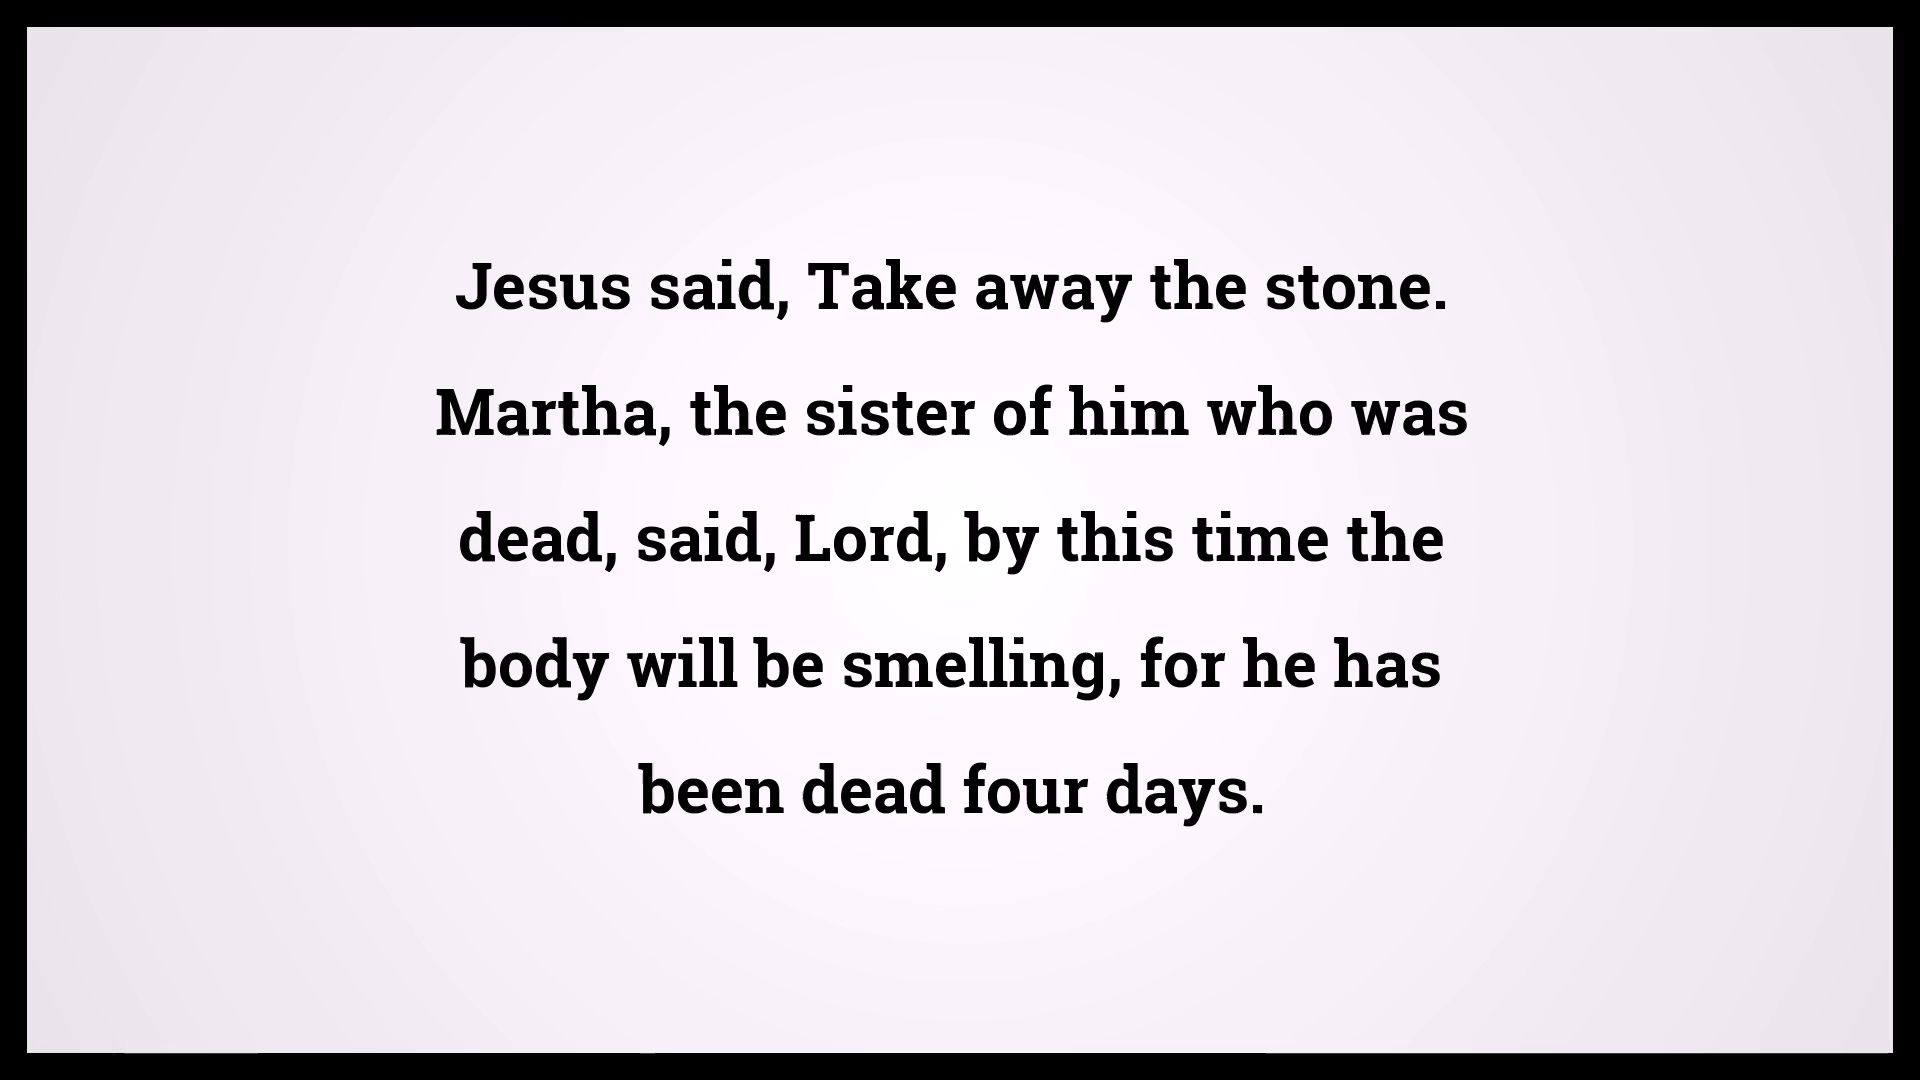 Jesus said, Take away the stone.
Martha, the sister of him who was
dead, said, Lord, by this time the
body will be smelling, for he has
been dead four days.